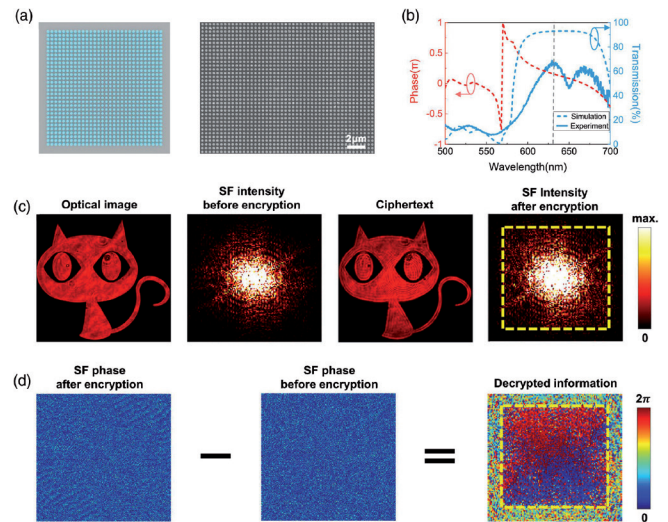 (a)
2μm
(b)
1
0.5
0
-0.5
-1
Phase(π)
100
80
60
40
20
0
Transmission(%)
Simulation
Experiment
500
550
600
650
700
Wavelength(nm)
(c)
Optical image
SF intensity
before encryption
Ciphertext
SF Intensity
after encryption
max.
0
(d)
SF phase
after encryption
SF phase
before encryption
Decrypted information
−
=
2π
0